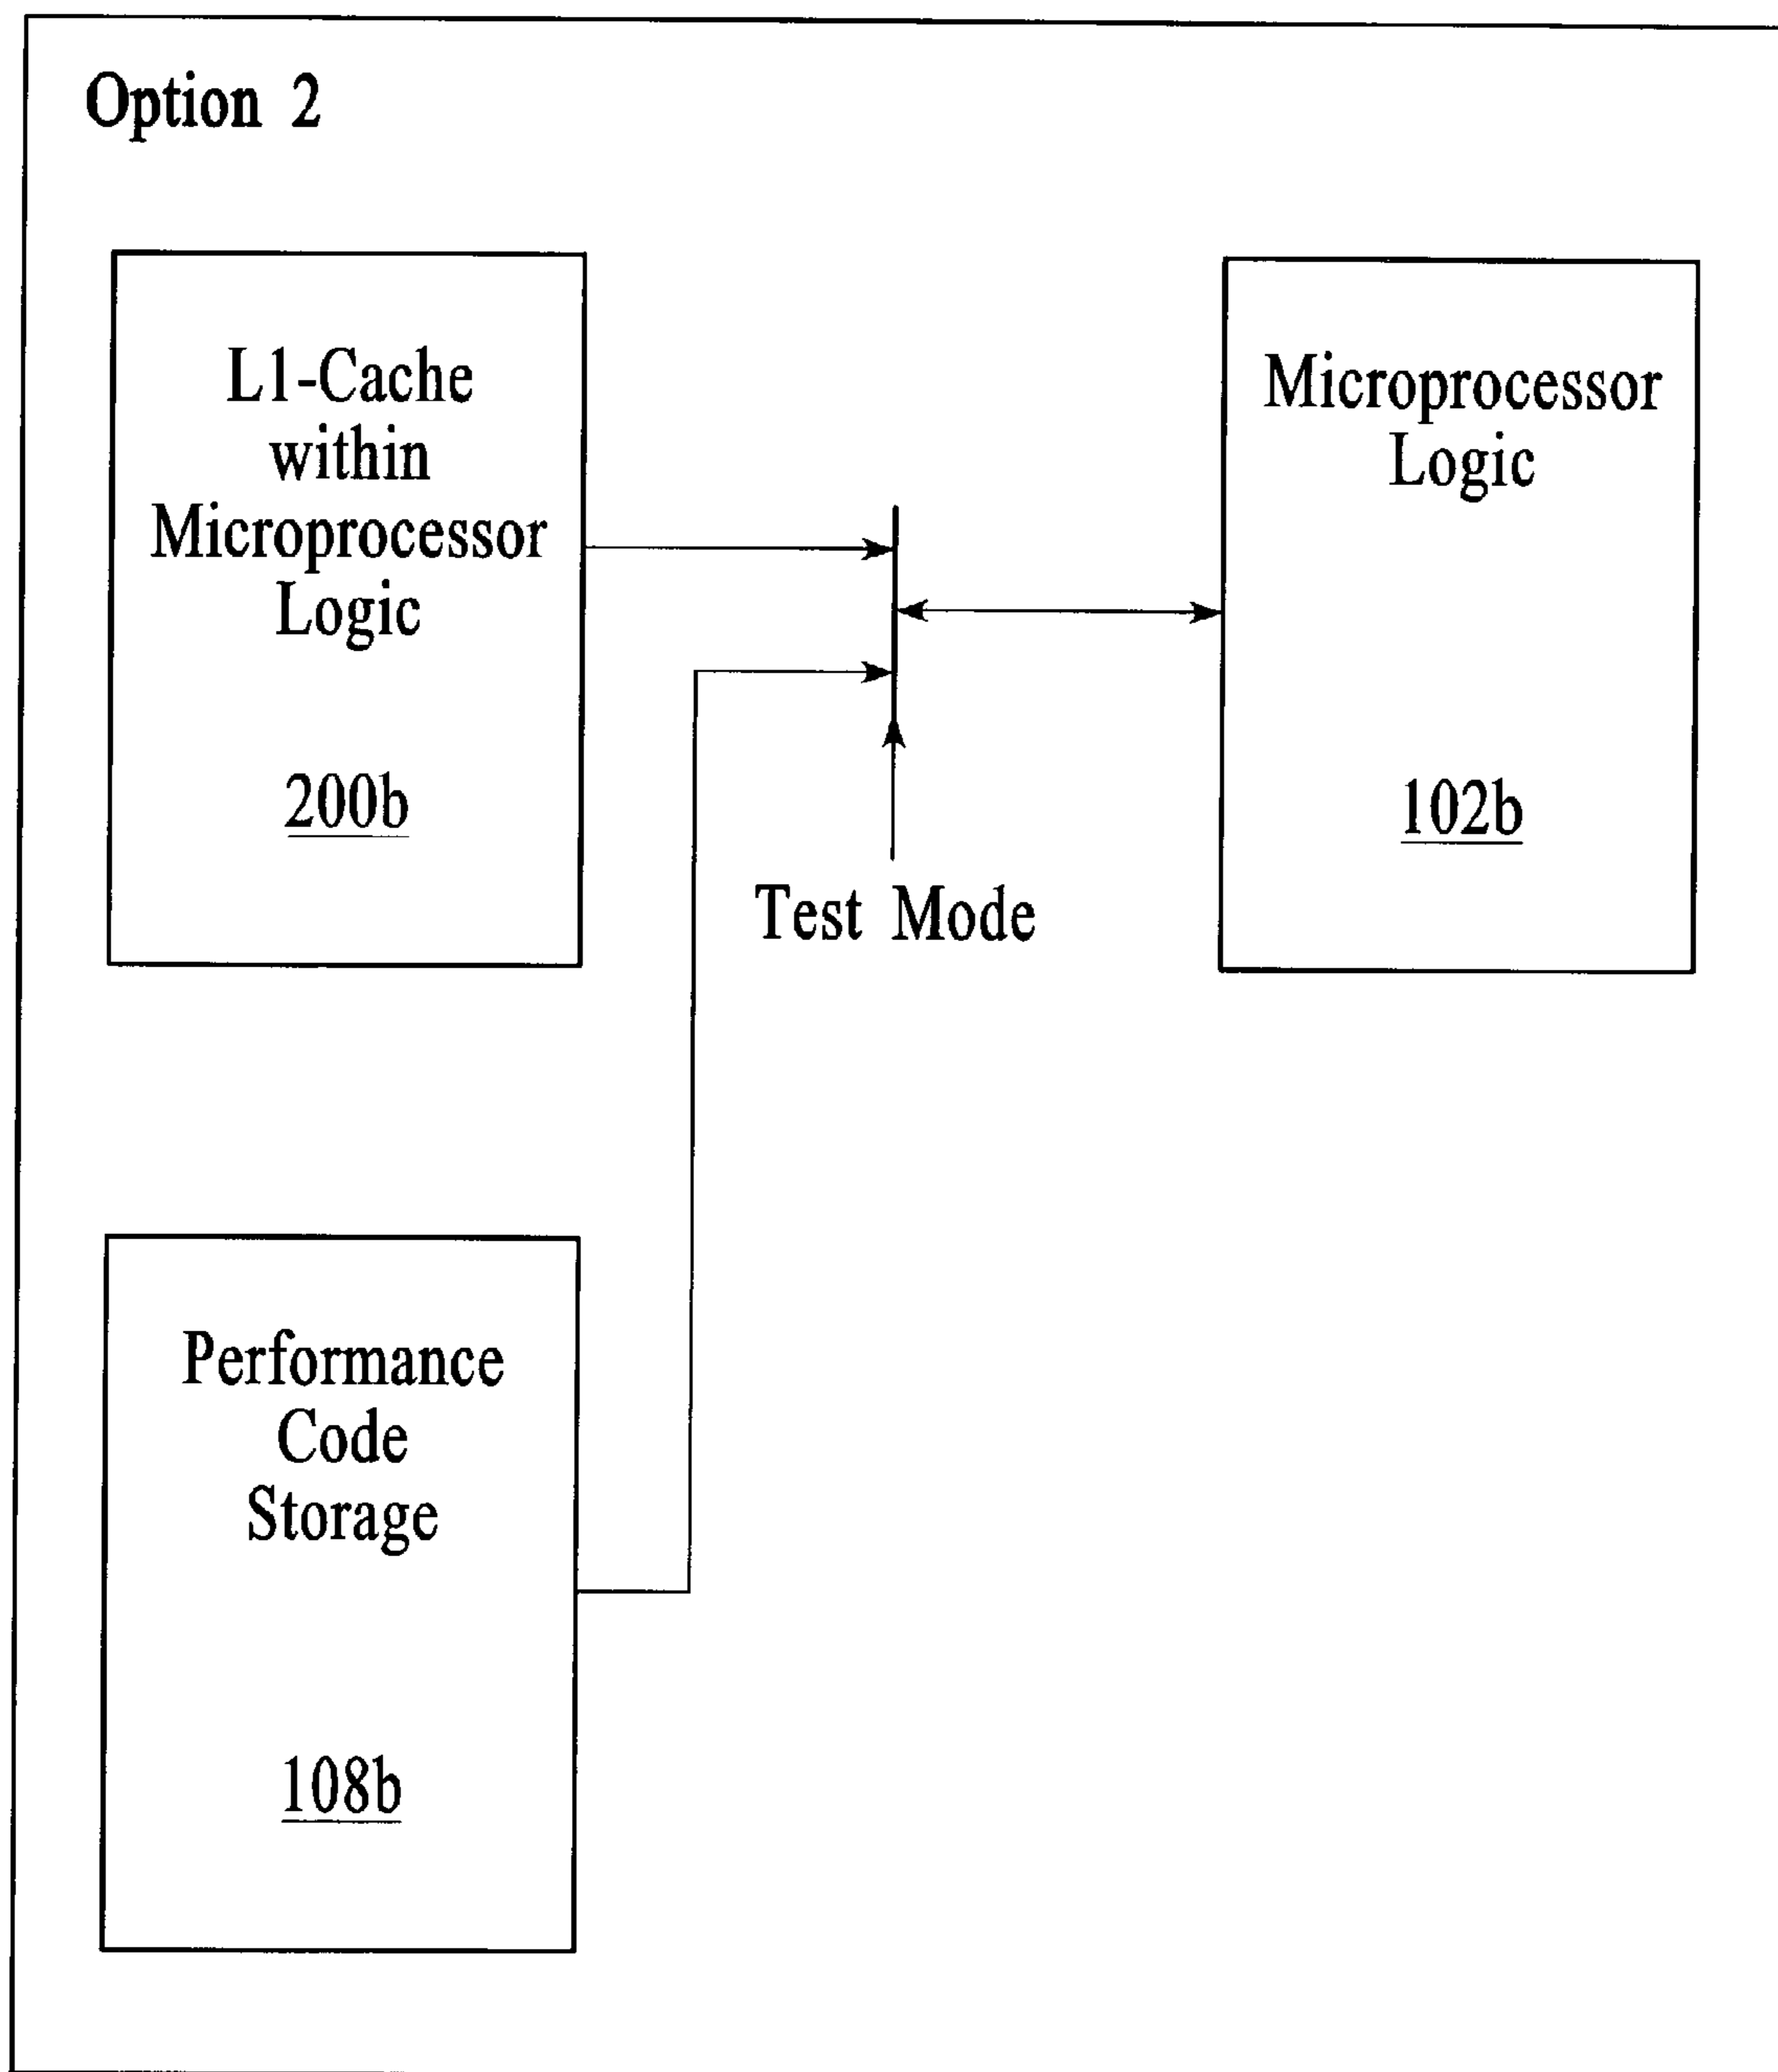 Option 2
L1-Cache
within
Microprocessor
Logic
200b
Microprocessor
Logic
102b
Test Mode
Performance
Code
Storage
108b